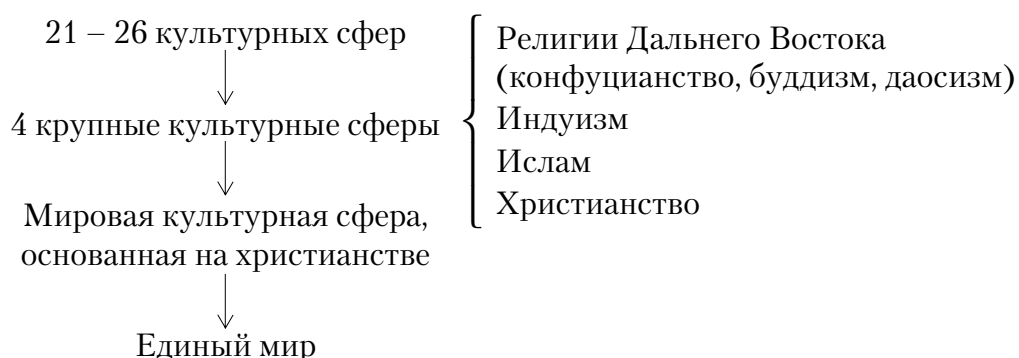 21 – 26 культурных сфер
4 крупные культурные сферы
Мировая культурная сфера,
основанная на христианстве
Единый мир
Религии Дальнего Востока
(конфуцианство, буддизм, даосизм)
Индуизм
Ислам
Христианство